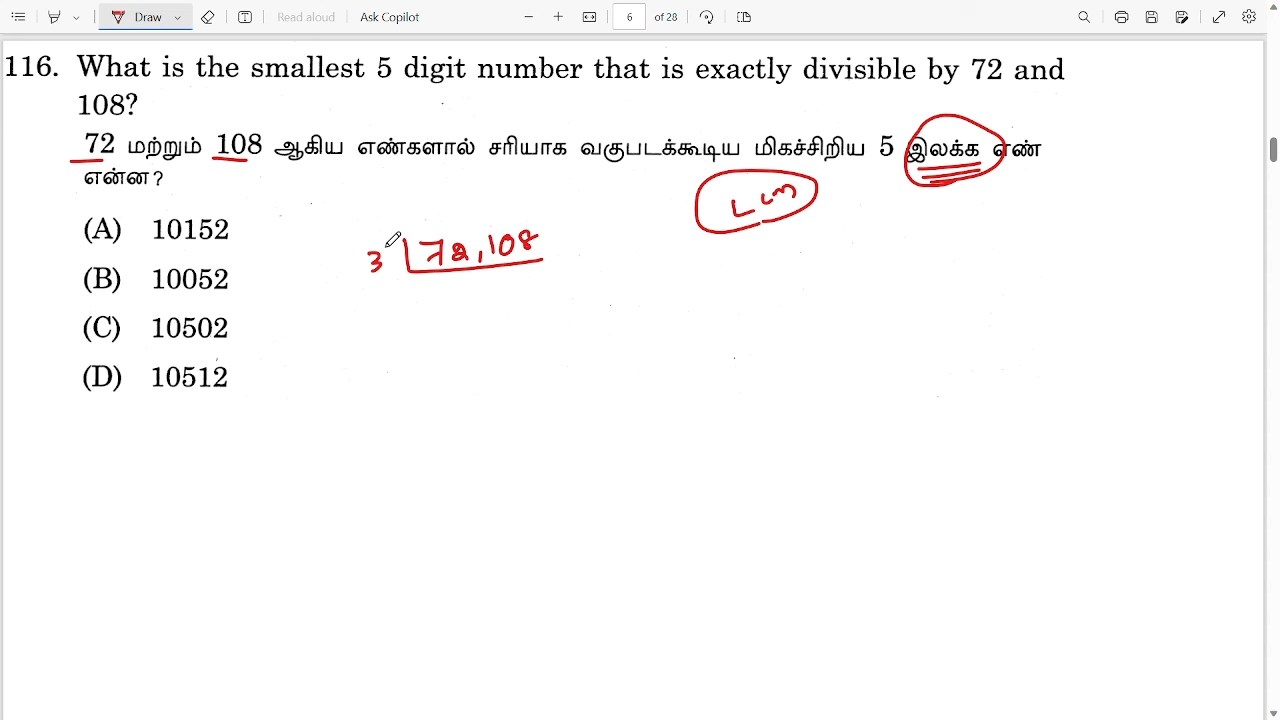 Draw Read aloud Ask Copilot 6 of 28
116. What is the smallest 5 digit number that is exactly divisible by 72 and
108?
72 மற்றும் 108 ஆகிய எண்களால் சரியாக வகுபடக்கூடிய மிகச்சிறிய 5 இலக்க எண்
என்ன?
Lcm
(A) 10152
3 72,108
(B) 10052
(C) 10502
(D) 10512